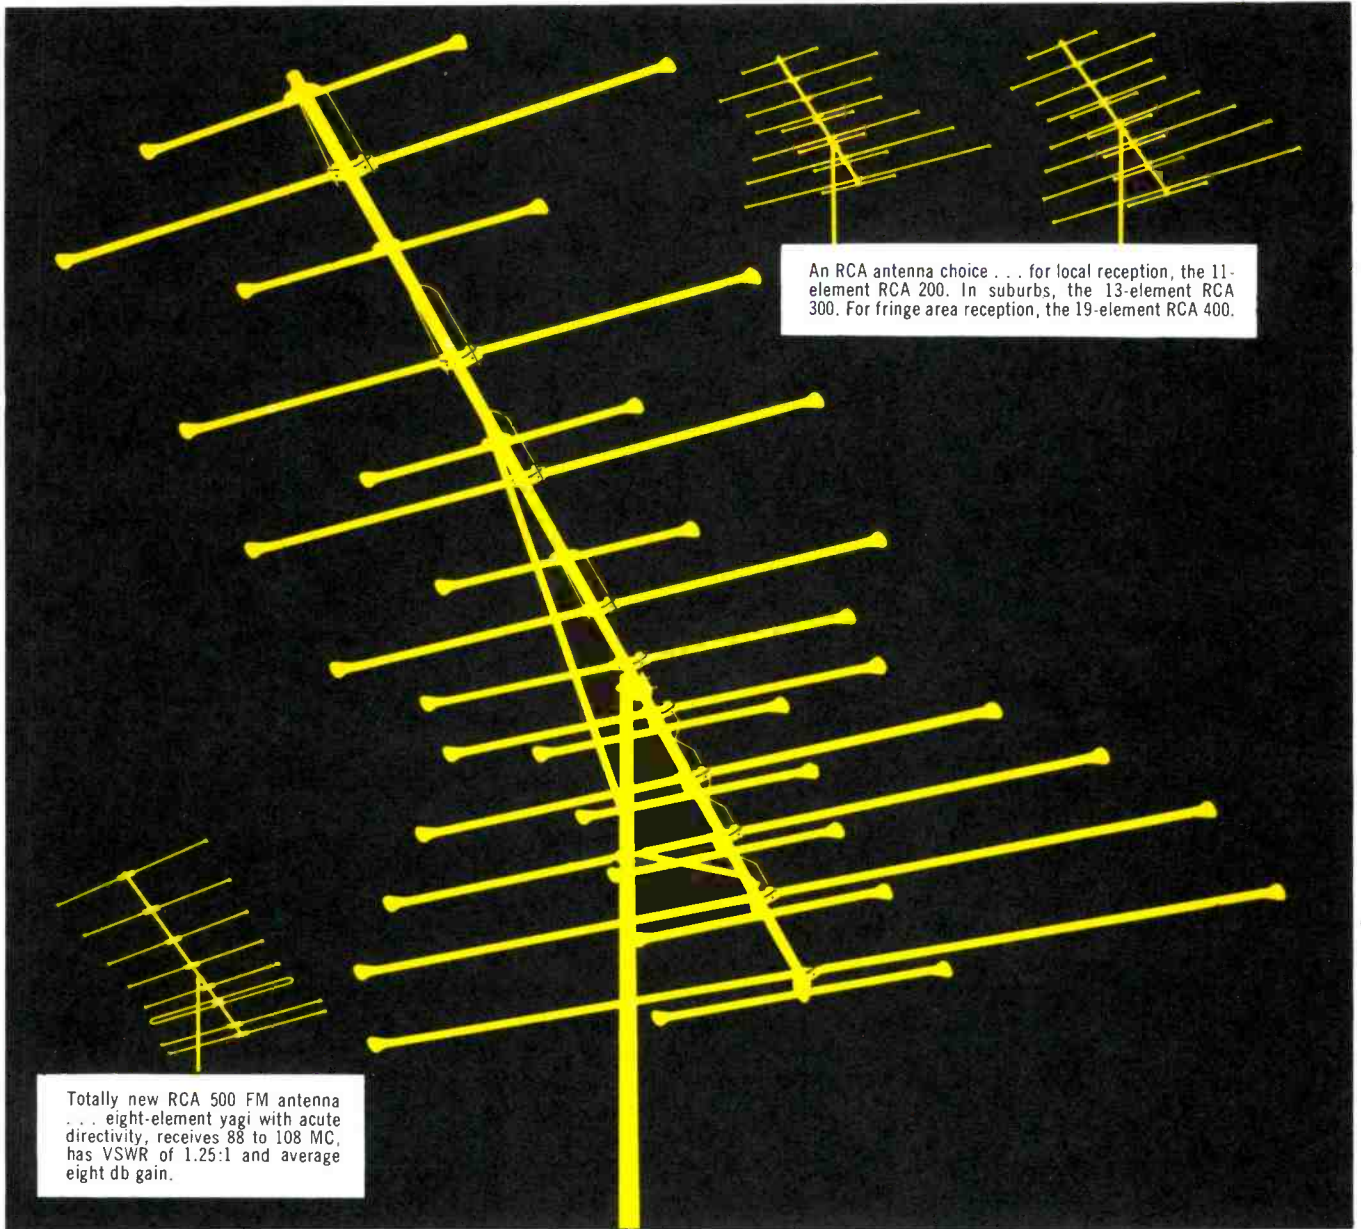 An RCA antenna choice . . . for local reception, the 11-
element RCA 200. In suburbs, the 13-element RCA
300. For fringe area reception, the 19-element RCA 400.
Totally new RCA 500 FM antenna
. . . eight-element yagi with acute
directivity, receives 88 to 108 MC,
has VSWR of 1.25:1 and average
eight db gain.